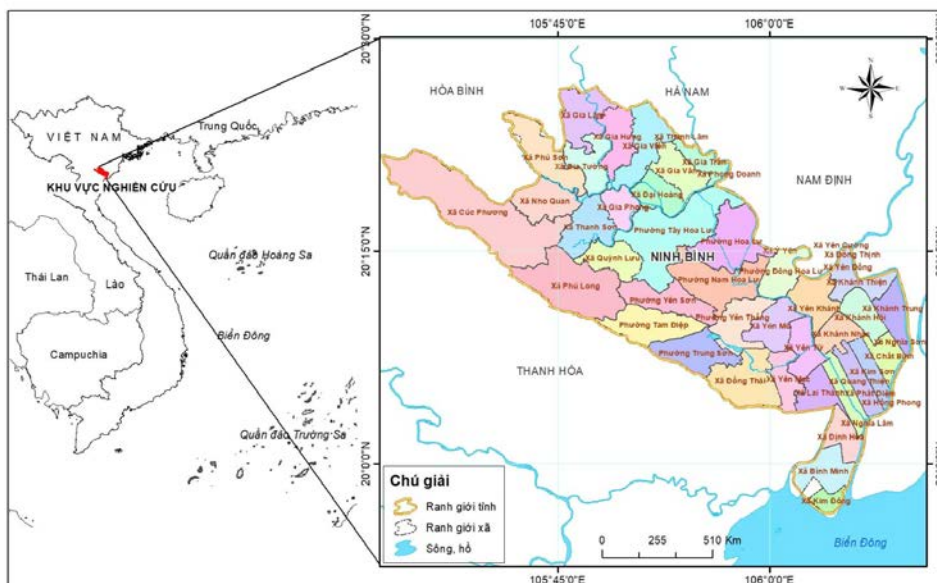 105°45'0"E
106°0'0"E
20°30'0"N
20°15'0"N
20°0'0"N
VIỆT NAM
Trung Quốc
KHU VỰC NGHIÊN CỨU
Thái Lan
Lào
Campuchia
Quần đảo Hoàng Sa
Biển Đông
Quần đảo Trường Sa
HÒA BÌNH
HÀ NAM
NAM ĐỊNH
NINH BÌNH
THANH HÓA
Xã Gia Lâm
Xã Gia Hưng
Xã Thanh Lâm
Xã Gia Viễn
Xã Phú Sơn
Xã Gia Tường
Xã Gia Trấn
Xã Gia Vân
Xã Phong Doanh
Xã Đại Hoàng
Xã Nho Quan
Xã Gia Phong
Xã Cúc Phương
Xã Thanh Sơn
Phường Tây Hoa Lư
Phường Hoa Lư
Xã Yên Cường
Xã Đồng Thịnh
Xã Quỳnh Lưu
Xã Yên Đồng
Phường Đông Hoa Lư
Phường Nam Hoa Lư
Xã Khánh Thiện
Xã Phú Long
Phường Yên Sơn
Xã Yên Khánh
Xã Khánh Trung
Xã Khánh Hội
Phường Yên Thắng
Phường Tam Điệp
Xã Yên Mô
Xã Khánh Nhạc
Xã Nghĩa Sơn
Phường Trung Sơn
Xã Yên Từ
Xã Chất Bình
Xã Kim Sơn
Xã Đồng Thái
Xã Yên Mạc
Xã Quang Thiện
Xã Lai Thành
Xã Phát Diệm
Xã Hồng Phong
Xã Nghĩa Lâm
Xã Định Hóa
Xã Bình Minh
Xã Kim Đông
Biển Đông
Chú giải
Ranh giới tỉnh
Ranh giới xã
Sông, hồ
0 255 510 Km
105°45'0"E
106°0'0"E